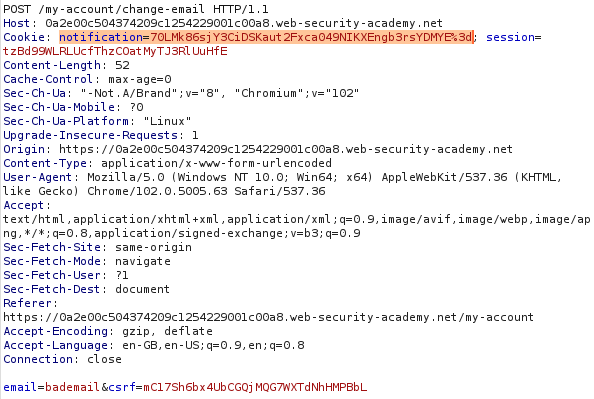 POST /my-account/change-email HTTP/1.1
Host: 0a2e00c504374209c1254229001c00a8.web-security-academy.net
Cookie: notification=70LMk86sjY3CiDSKaut2Fxca049NIKXEngb3rsYDMYE%3d; session=
tzBd99WLRLUcfThzCOatMyTJ3RlUuHfE
Content-Length: 52
Cache-Control: max-age=0
Sec-Ch-Ua: "-Not.A/Brand";v="8", "Chromium";v="102"
Sec-Ch-Ua-Mobile: ?0
Sec-Ch-Ua-Platform: "Linux"
Upgrade-Insecure-Requests: 1
Origin: https://0a2e00c504374209c1254229001c00a8.web-security-academy.net
Content-Type: application/x-www-form-urlencoded
User-Agent: Mozilla/5.0 (Windows NT 10.0; Win64; x64) AppleWebKit/537.36 (KHTML,
like Gecko) Chrome/102.0.5005.63 Safari/537.36
Accept:
text/html,application/xhtml+xml,application/xml;q=0.9,image/avif,image/webp,image/ap
ng,*/*;q=0.8,application/signed-exchange;v=b3;q=0.9
Sec-Fetch-Site: same-origin
Sec-Fetch-Mode: navigate
Sec-Fetch-User: ?1
Sec-Fetch-Dest: document
Referer:
https://0a2e00c504374209c1254229001c00a8.web-security-academy.net/my-account
Accept-Encoding: gzip, deflate
Accept-Language: en-GB,en-US;q=0.9,en;q=0.8
Connection: close
email=bademail&csrf=mC17Sh6bx4UbCGQjMQG7WXTdNhHMPBbL